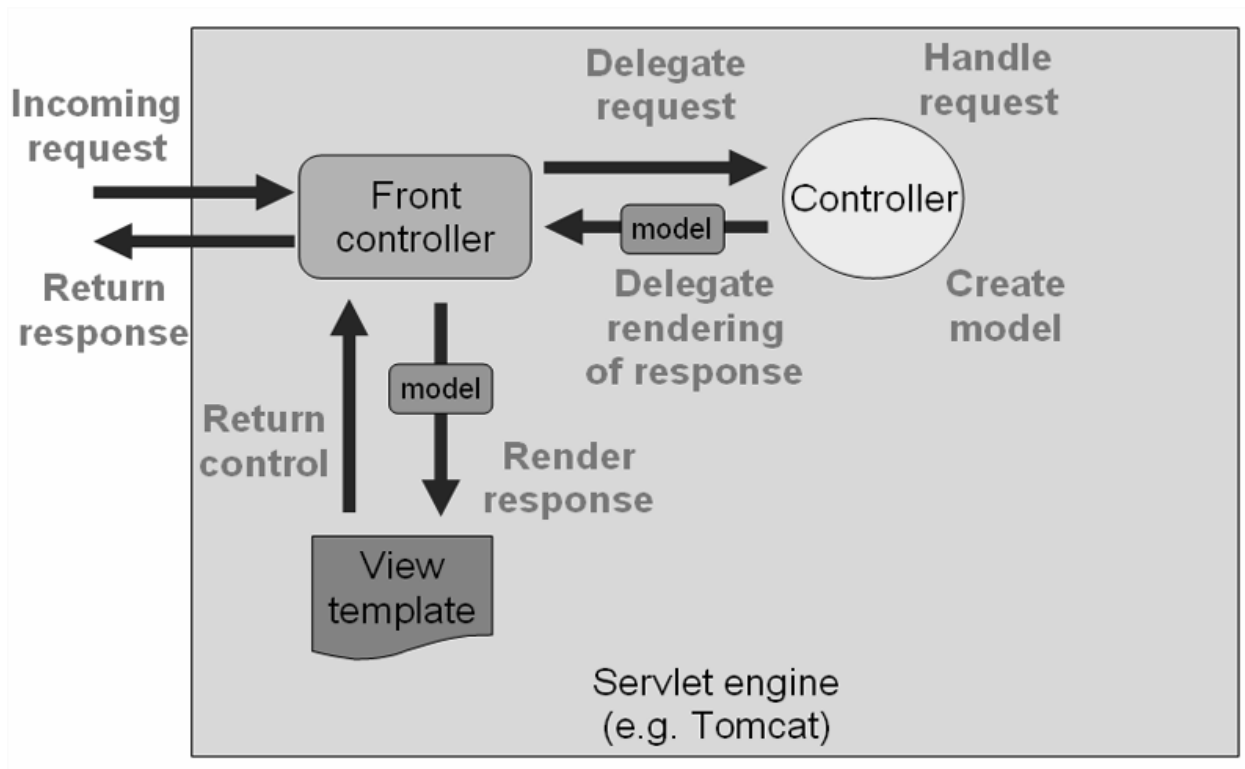 Incoming
request
Return
response
Front
controller
Delegate
request
Handle
request
Controller
model
Delegate
rendering
of response
Create
model
Return
control
model
Render
response
View
template
Servlet engine
(e.g. Tomcat)